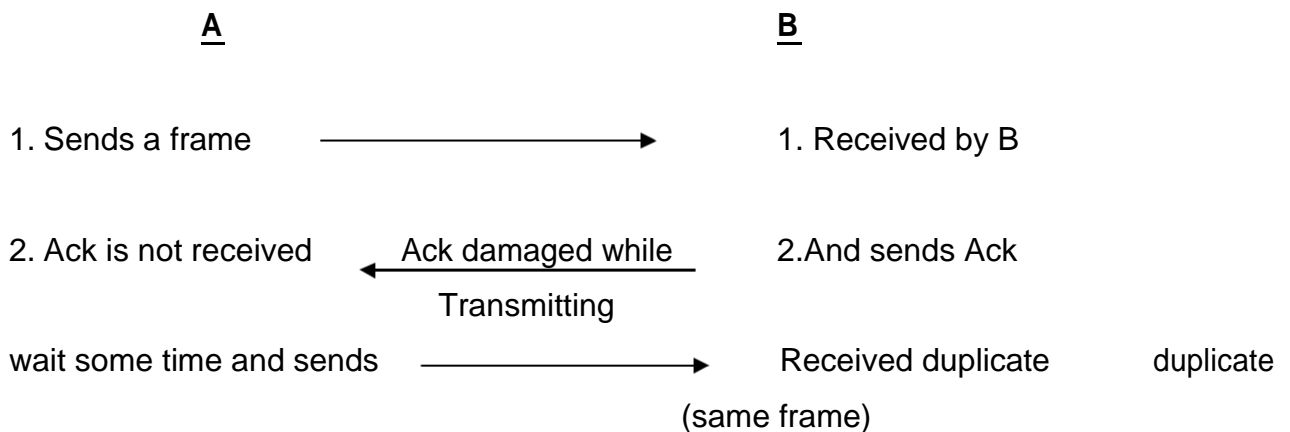 A B
1. Sends a frame 1. Received by B
2. Ack is not received Ack damaged while 2.And sends Ack
Transmitting
wait some time and sends Received duplicate duplicate
(same frame)